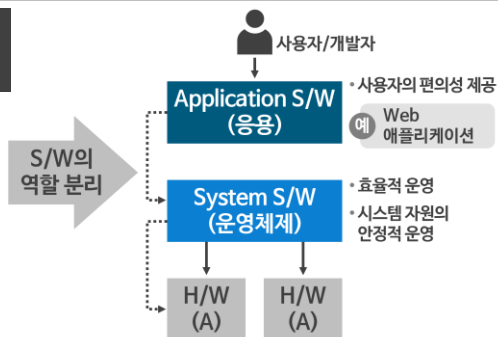 사용자/개발자
Application S/W
(응용)
• 사용자의 편의성 제공
예 Web
애플리케이션
S/W의
역할 분리
System S/W
(운영체제)
• 효율적 운영
• 시스템 자원의
안정적 운영
H/W
(A)
H/W
(A)